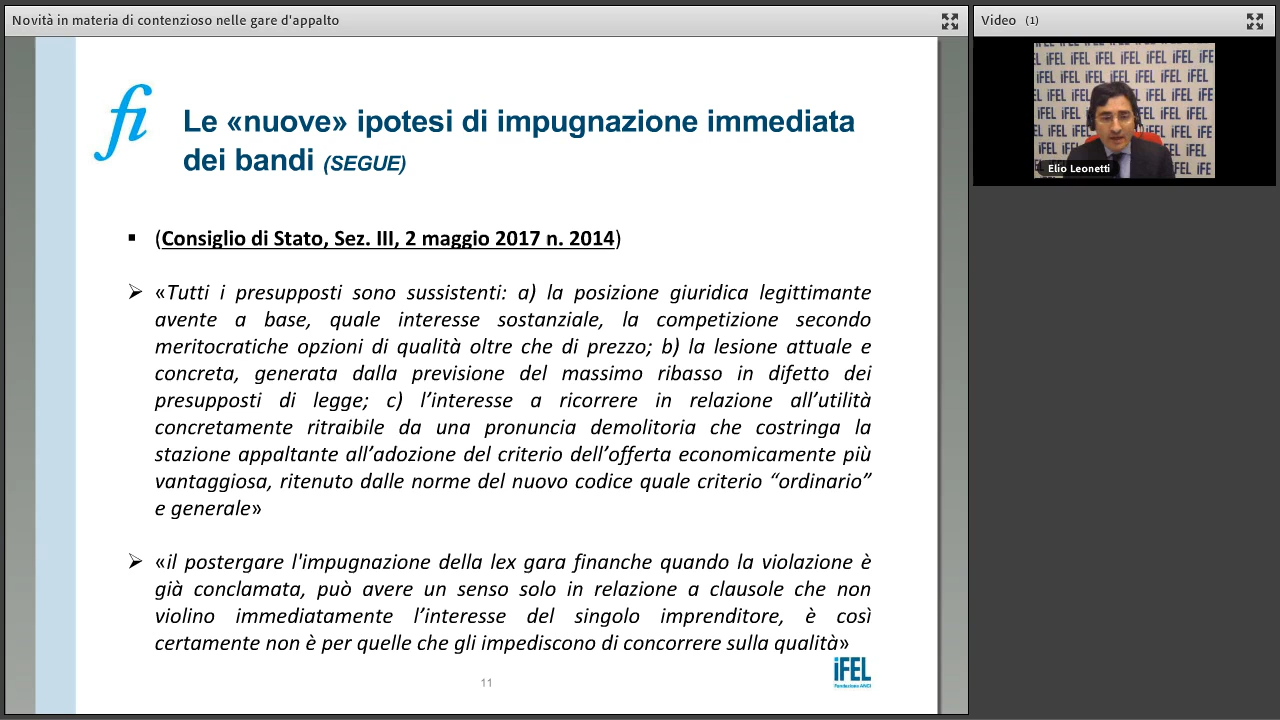 Novità in materia di contenzioso nelle gare d'appalto
Video (1)
fi
Le «nuove» ipotesi di impugnazione immediata
dei bandi (SEGUE)
▪ (Consiglio di Stato, Sez. III, 2 maggio 2017 n. 2014)
➢ «Tutti i presupposti sono sussistenti: a) la posizione giuridica legittimante
avente a base, quale interesse sostanziale, la competizione secondo
meritocratiche opzioni di qualità oltre che di prezzo; b) la lesione attuale e
concreta, generata dalla previsione del massimo ribasso in difetto dei
presupposti di legge; c) l’interesse a ricorrere in relazione all’utilità
concretamente ritraibile da una pronuncia demolitoria che costringa la
stazione appaltante all’adozione del criterio dell’offerta economicamente più
vantaggiosa, ritenuto dalle norme del nuovo codice quale criterio “ordinario”
e generale»
➢ «il postergare l'impugnazione della lex gara finanche quando la violazione è
già conclamata, può avere un senso solo in relazione a clausole che non
violino immediatamente l’interesse del singolo imprenditore, è così
certamente non è per quelle che gli impediscono di concorrere sulla qualità»
11
iFEL
Fondazione ANCI
Elio Leonetti